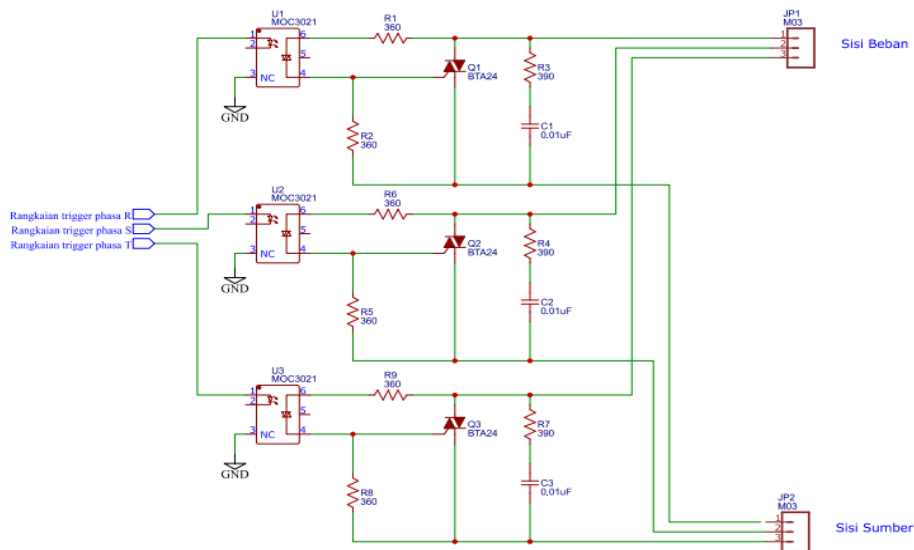 U1
MOC3021
1
2
3
NC
6
5
4
GND
R1
360
R2
360
Q1
BTA24
R3
390
C1
0.01uF
JP1
M03
1
2
3
Sisi Beban
Rangkaian trigger phasa R
Rangkaian trigger phasa S
Rangkaian trigger phasa T
U2
MOC3021
1
2
3
NC
6
5
4
GND
R6
360
R5
360
Q2
BTA24
R4
390
C2
0.01uF
U3
MOC3021
1
2
3
NC
6
5
4
GND
R9
360
R8
360
Q3
BTA24
R7
390
C3
0.01uF
JP2
M03
1
2
3
Sisi Sumber